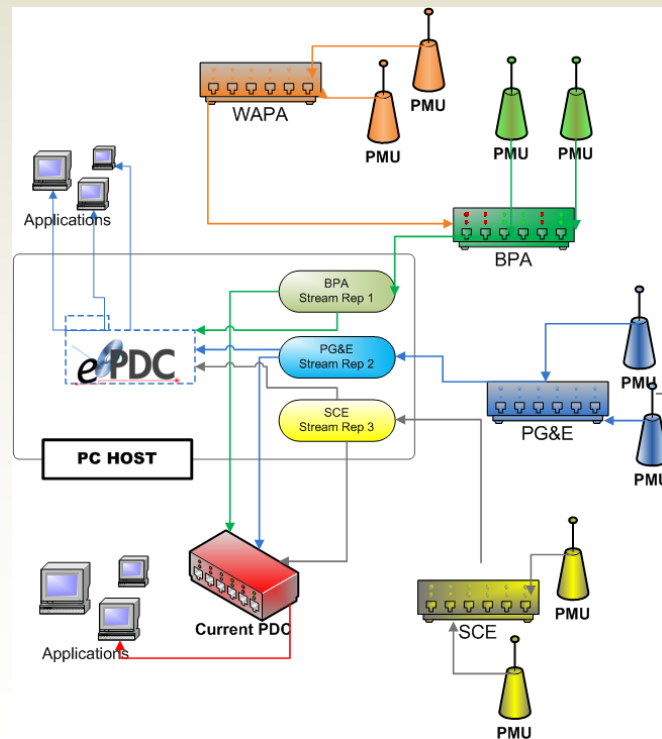 WAPA
PMU
PMU
PMU
PMU
Applications
BPA
BPA
Stream Rep 1
PG&E
Stream Rep 2
ePDC
PMU
SCE
Stream Rep 3
PG&E
PC HOST
PMU
Current PDC
PMU
SCE
Applications
PMU